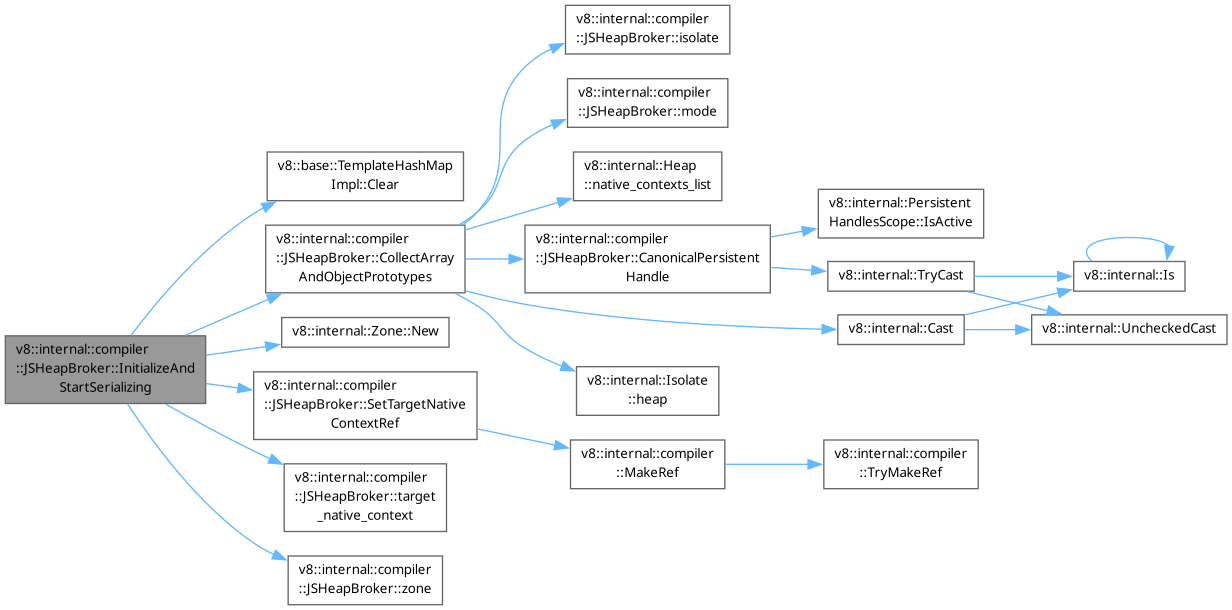 v8::internal::compiler
::JSHeapBroker::InitializeAnd
StartSerializing
v8::base::TemplateHashMap
Impl::Clear
v8::internal::compiler
::JSHeapBroker::CollectArray
AndObjectPrototypes
v8::internal::Zone::New
v8::internal::compiler
::JSHeapBroker::SetTargetNative
ContextRef
v8::internal::compiler
::JSHeapBroker::target
_native_context
v8::internal::compiler
::JSHeapBroker::zone
v8::internal::compiler
::JSHeapBroker::isolate
v8::internal::compiler
::JSHeapBroker::mode
v8::internal::Heap
::native_contexts_list
v8::internal::compiler
::JSHeapBroker::CanonicalPersistent
Handle
v8::internal::Isolate
::heap
v8::internal::compiler
::MakeRef
v8::internal::Persistent
HandlesScope::IsActive
v8::internal::TryCast
v8::internal::Cast
v8::internal::compiler
::TryMakeRef
v8::internal::Is
v8::internal::UncheckedCast